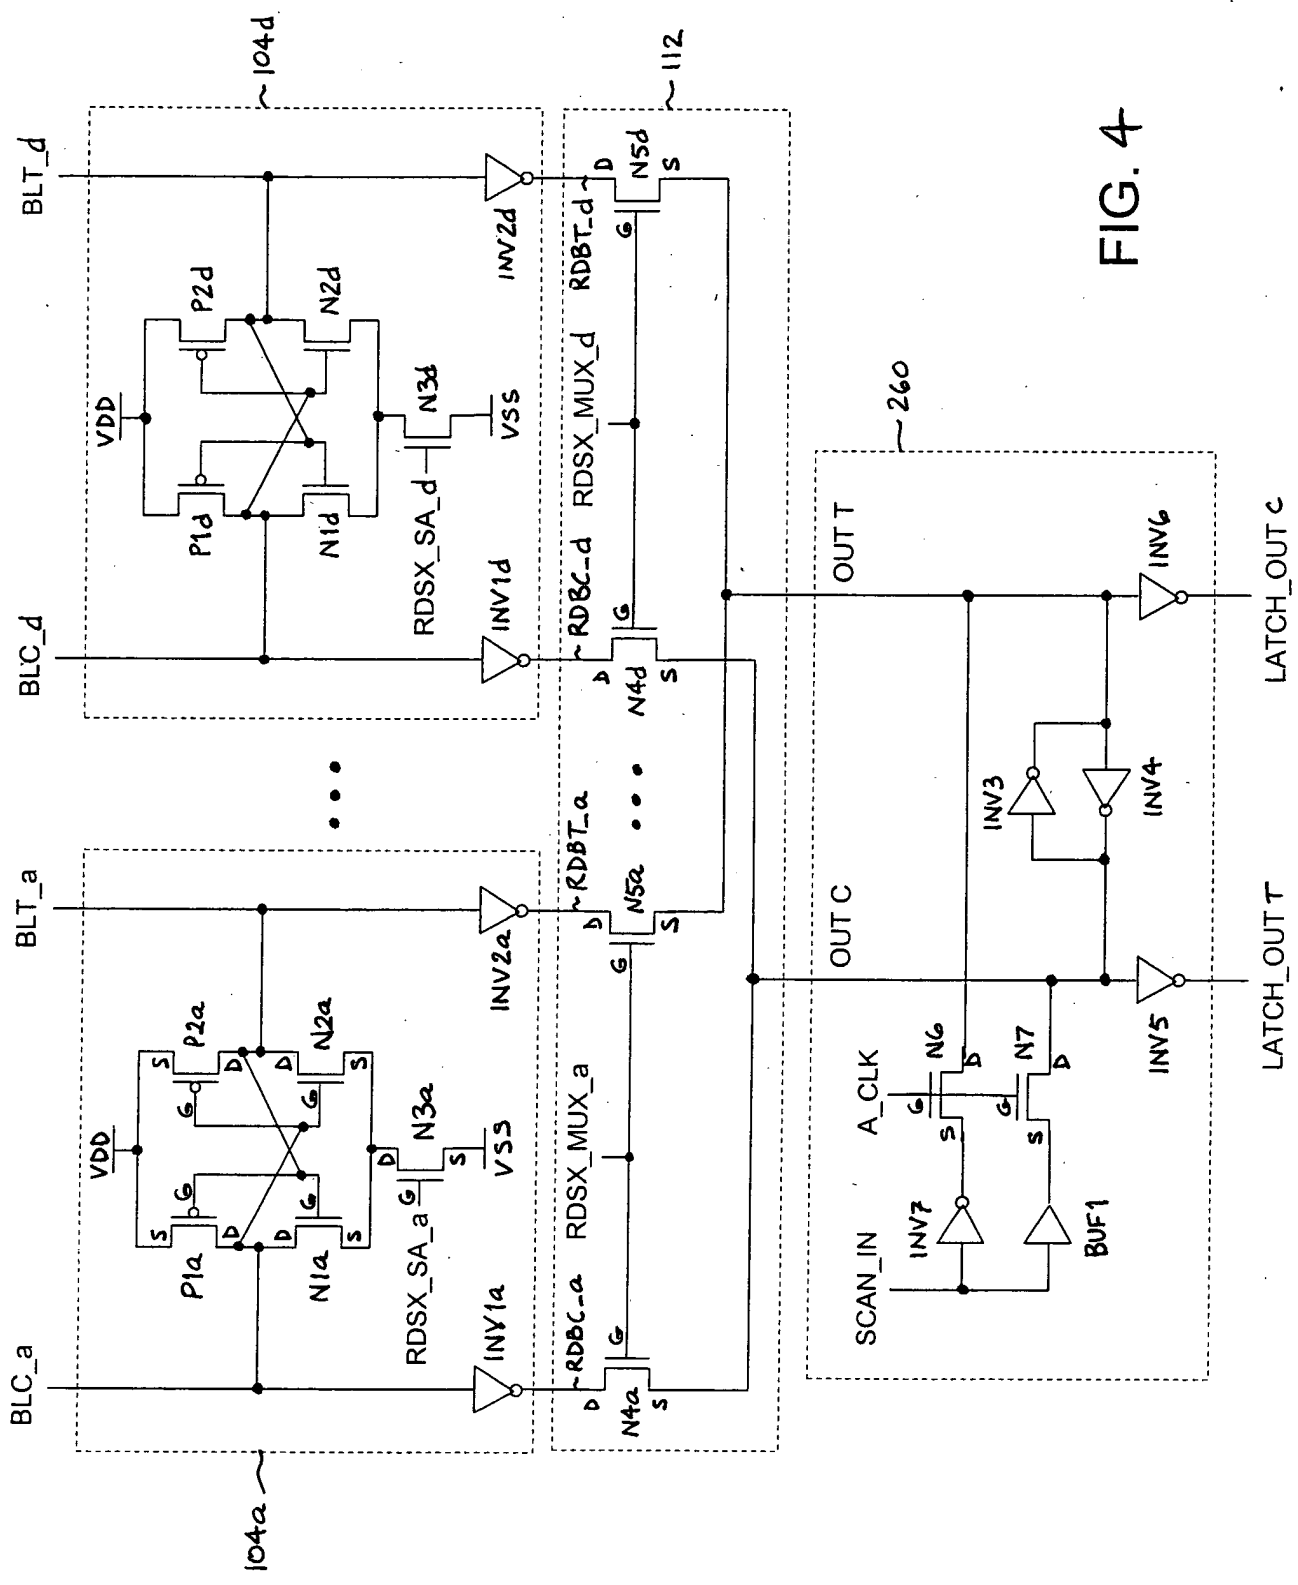 BLC_a
BLT_a
BLC_d
BLT_d
104a
104d
VDD
VDD
S
S
P1a
P2a
P1d
P2d
G
G
D
D
D
D
G
G
N1a
N2a
N1d
N2d
S
S
D
G
N3a
S
RDSX_SA_a
VSS
N3d
RDSX_SA_d
VSS
INV1a
INV2a
INV1d
INV2d
~RDBC_a
~RDBT_a
~RDBC_d
RDBT_d~
112
RDSX_MUX_a
RDSX_MUX_d
D
G
N4a
S
D
G
N5a
S
D
G
N4d
S
D
G
N5d
S
260
OUT C
OUT T
SCAN_IN
A_CLK
INV7
BUF1
G
N6
S
D
G
N7
S
D
INV3
INV4
INV5
INV6
LATCH_OUT T
LATCH_OUT C
FIG. 4